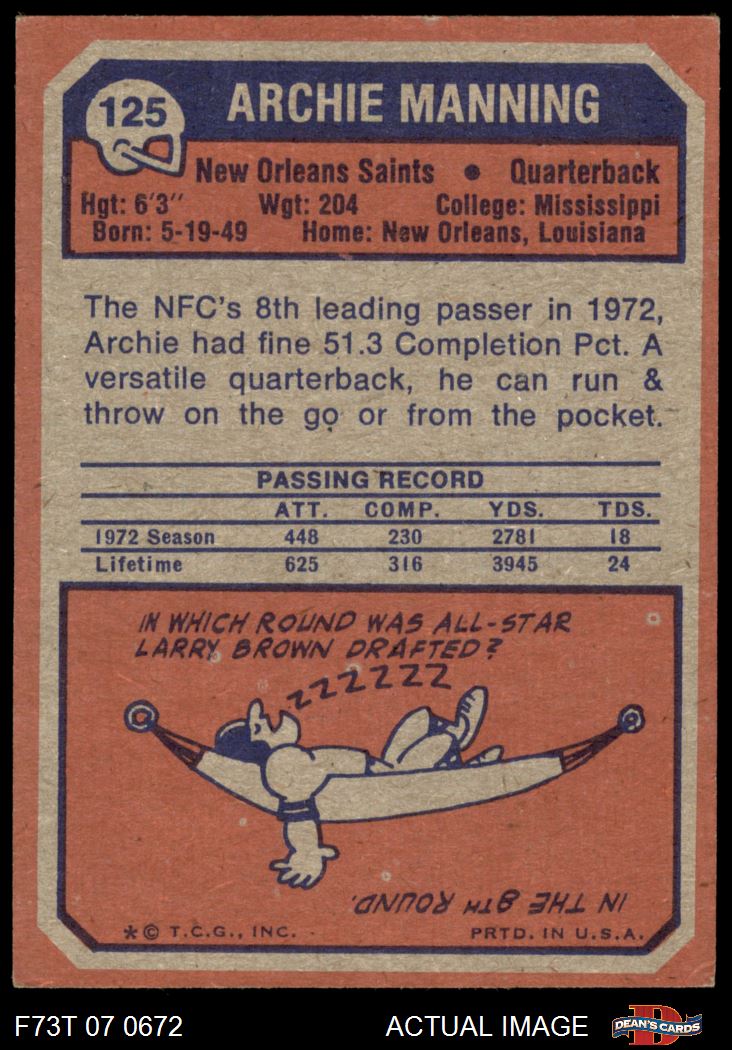 125
ARCHIE MANNING
New Orleans Saints • Quarterback
Hgt: 6'3" Wgt: 204 College: Mississippi
Born: 5-19-49 Home: New Orleans, Louisiana
The NFC's 8th leading passer in 1972,
Archie had fine 51.3 Completion Pct. A
versatile quarterback, he can run &
throw on the go or from the pocket.
PASSING RECORD
ATT. COMP. YDS. TDS.
1972 Season 448 230 2781 18
Lifetime 625 316 3945 24
IN WHICH ROUND WAS ALL-STAR
LARRY BROWN DRAFTED?
ZZZZZZZ
IN THE 8TH ROUND.
*© T.C.G., INC. PRTD. IN U.S.A.
F73T 07 0672 ACTUAL IMAGE
D
DEAN'S CARDS